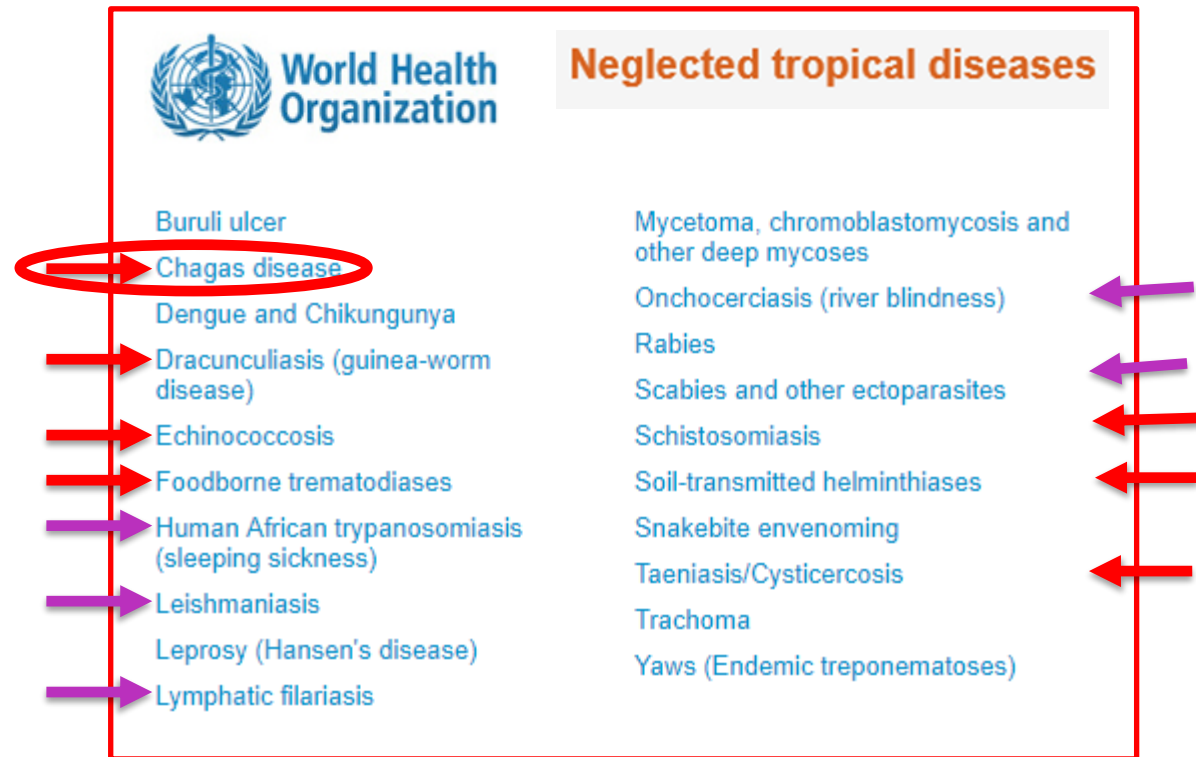 World Health
Organization
Neglected tropical diseases
Buruli ulcer
Chagas disease
Dengue and Chikungunya
Dracunculiasis (guinea-worm
disease)
Echinococcosis
Foodborne trematodiases
Human African trypanosomiasis
(sleeping sickness)
Leishmaniasis
Leprosy (Hansen's disease)
Lymphatic filariasis
Mycetoma, chromoblastomycosis and
other deep mycoses
Onchocerciasis (river blindness)
Rabies
Scabies and other ectoparasites
Schistosomiasis
Soil-transmitted helminthiases
Snakebite envenoming
Taeniasis/Cysticercosis
Trachoma
Yaws (Endemic treponematoses)